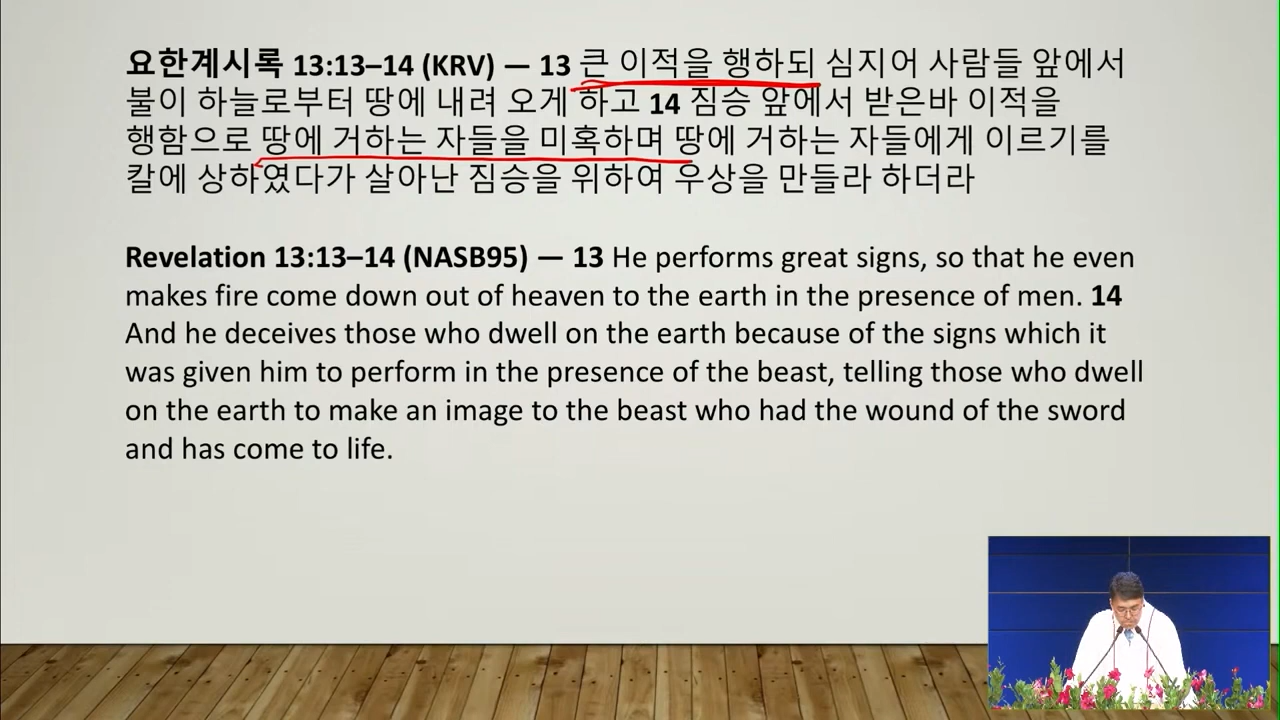 요한계시록 13:13–14 (KRV) — 13 큰 이적을 행하되 심지어 사람들 앞에서
불이 하늘로부터 땅에 내려 오게 하고 14 짐승 앞에서 받은바 이적을
행함으로 땅에 거하는 자들을 미혹하며 땅에 거하는 자들에게 이르기를
칼에 상하였다가 살아난 짐승을 위하여 우상을 만들라 하더라
Revelation 13:13–14 (NASB95) — 13 He performs great signs, so that he even
makes fire come down out of heaven to the earth in the presence of men. 14
And he deceives those who dwell on the earth because of the signs which it
was given him to perform in the presence of the beast, telling those who dwell
on the earth to make an image to the beast who had the wound of the sword
and has come to life.